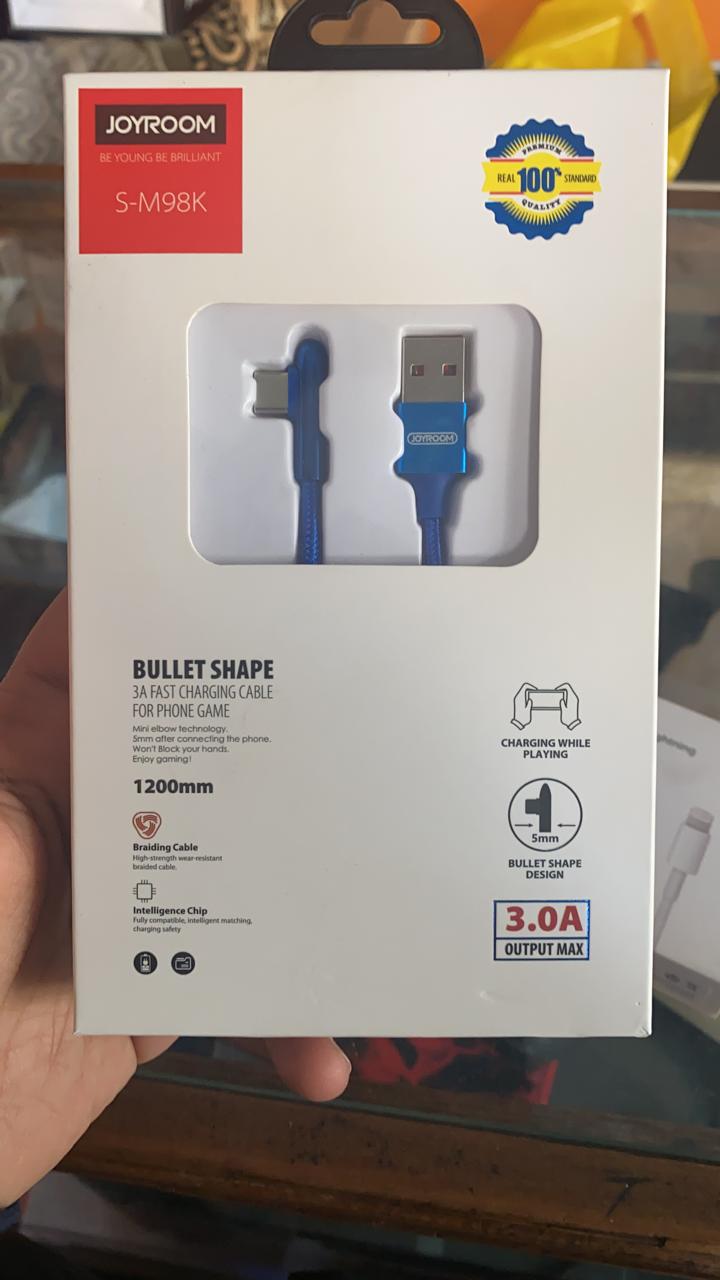 JOYROOM
BE YOUNG BE BRILLIANT
S-M98K
PREMIUM
REAL 100% STANDARD
QUALITY
JOYROOM
BULLET SHAPE
3A FAST CHARGING CABLE
FOR PHONE GAME
Mini elbow technology.
5mm after connecting the phone.
Won't Block your hands.
Enjoy gaming!
1200mm
Braiding Cable
High-strength wear-resistant
braided cable.
Intelligence Chip
Fully compatible, intelligent matching,
charging safety
CHARGING WHILE
PLAYING
5mm
BULLET SHAPE
DESIGN
3.0A
OUTPUT MAX